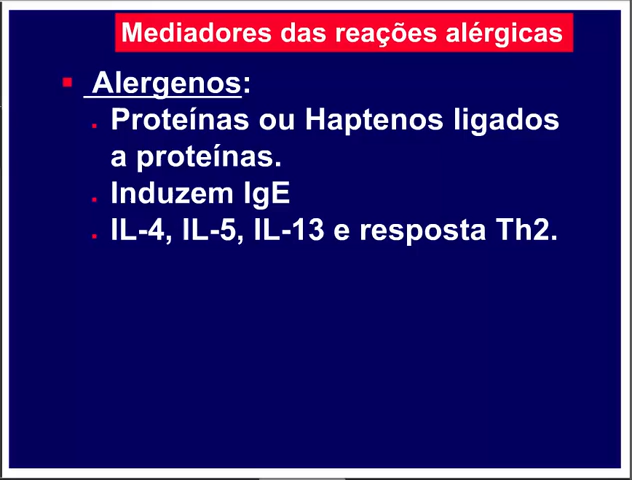 Mediadores das reações alérgicas
Alergenos:
Proteínas ou Haptenos ligados
a proteínas.
Induzem IgE
IL-4, IL-5, IL-13 e resposta Th2.